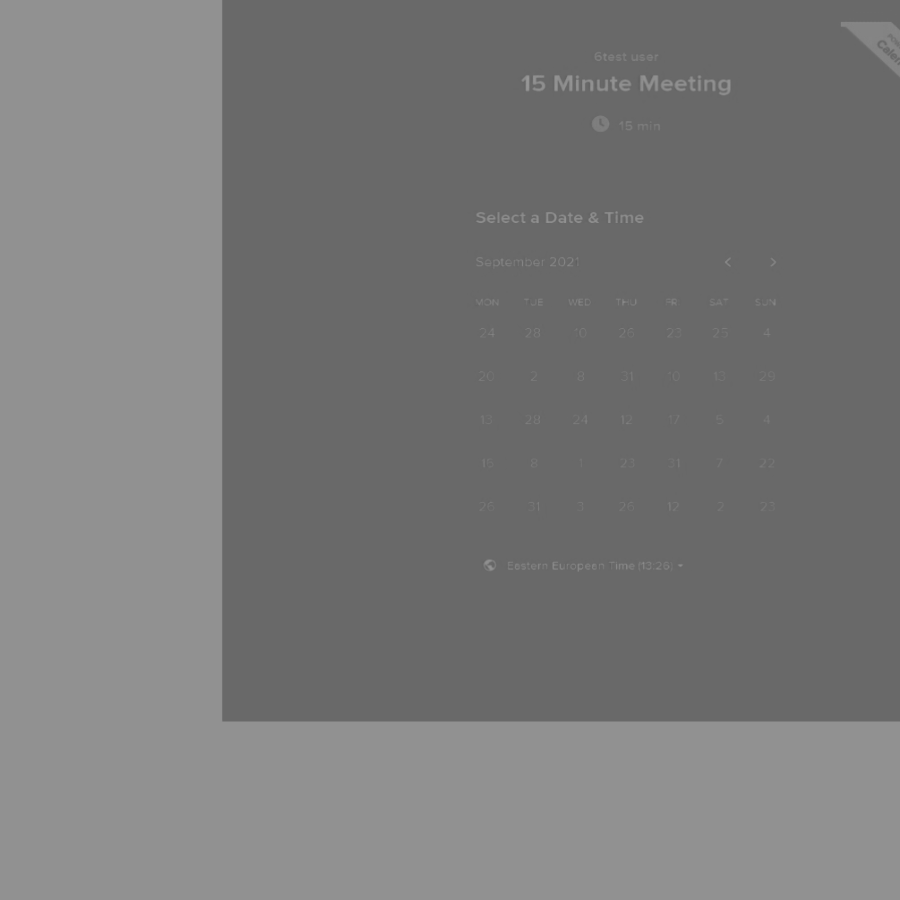 6test user
15 Minute Meeting
15 min
Select a Date & Time
September 2021
MON TUE WED THU FRI SAT SUN
24 28 10 26 23 25 4
20 2 8 31 10 13 29
13 28 24 12 17 5 4
15 8 1 23 31 7 22
26 31 3 26 12 2 23
Eastern European Time (13:26)